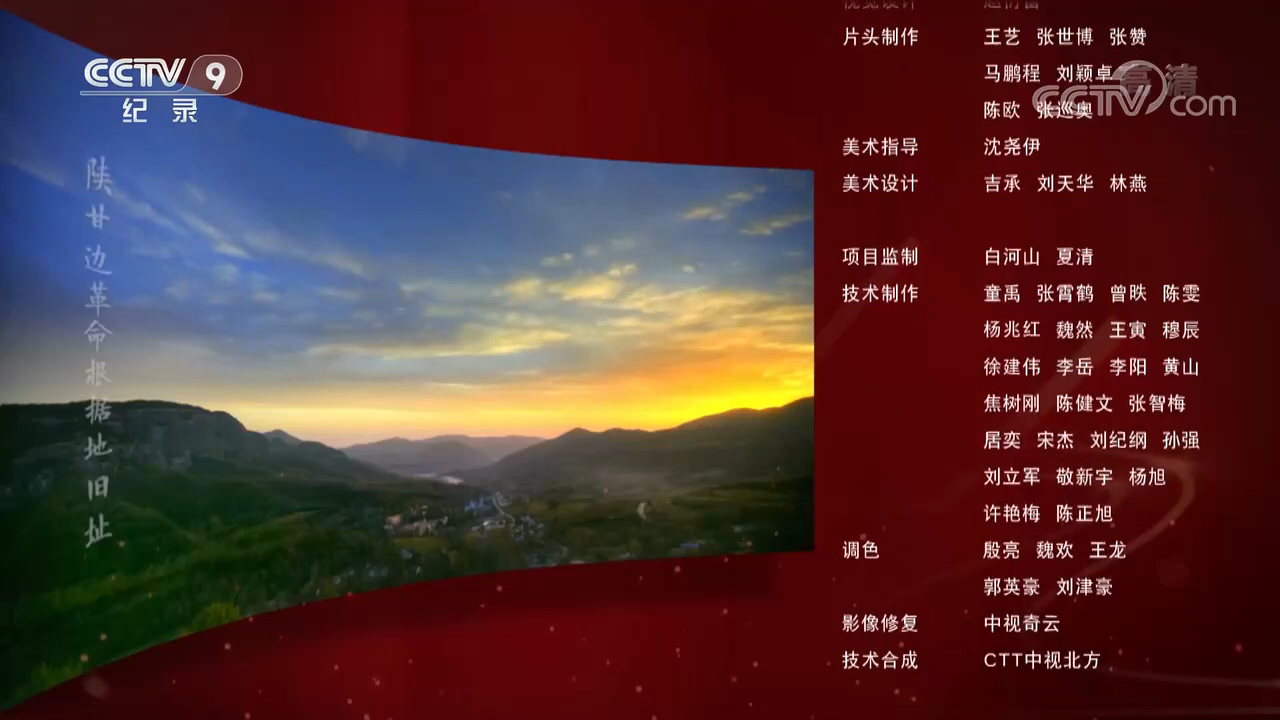 CCTV 9
纪录
高清
CCTV.com
陕甘边革命根据地旧址
片头制作 王艺 张世博 张赞
马鹏程 刘颖卓
陈欧 张巡奥
美术指导 沈尧伊
美术设计 吉承 刘天华 林燕
项目监制 白河山 夏清
技术制作 童禹 张霄鹤 曾昳 陈雯
杨兆红 魏然 王寅 穆辰
徐建伟 李岳 李阳 黄山
焦树刚 陈健文 张智梅
居奕 宋杰 刘纪纲 孙强
刘立军 敬新宇 杨旭
许艳梅 陈正旭
调色 殷亮 魏欢 王龙
郭英豪 刘津豪
影像修复 中视奇云
技术合成 CTT中视北方